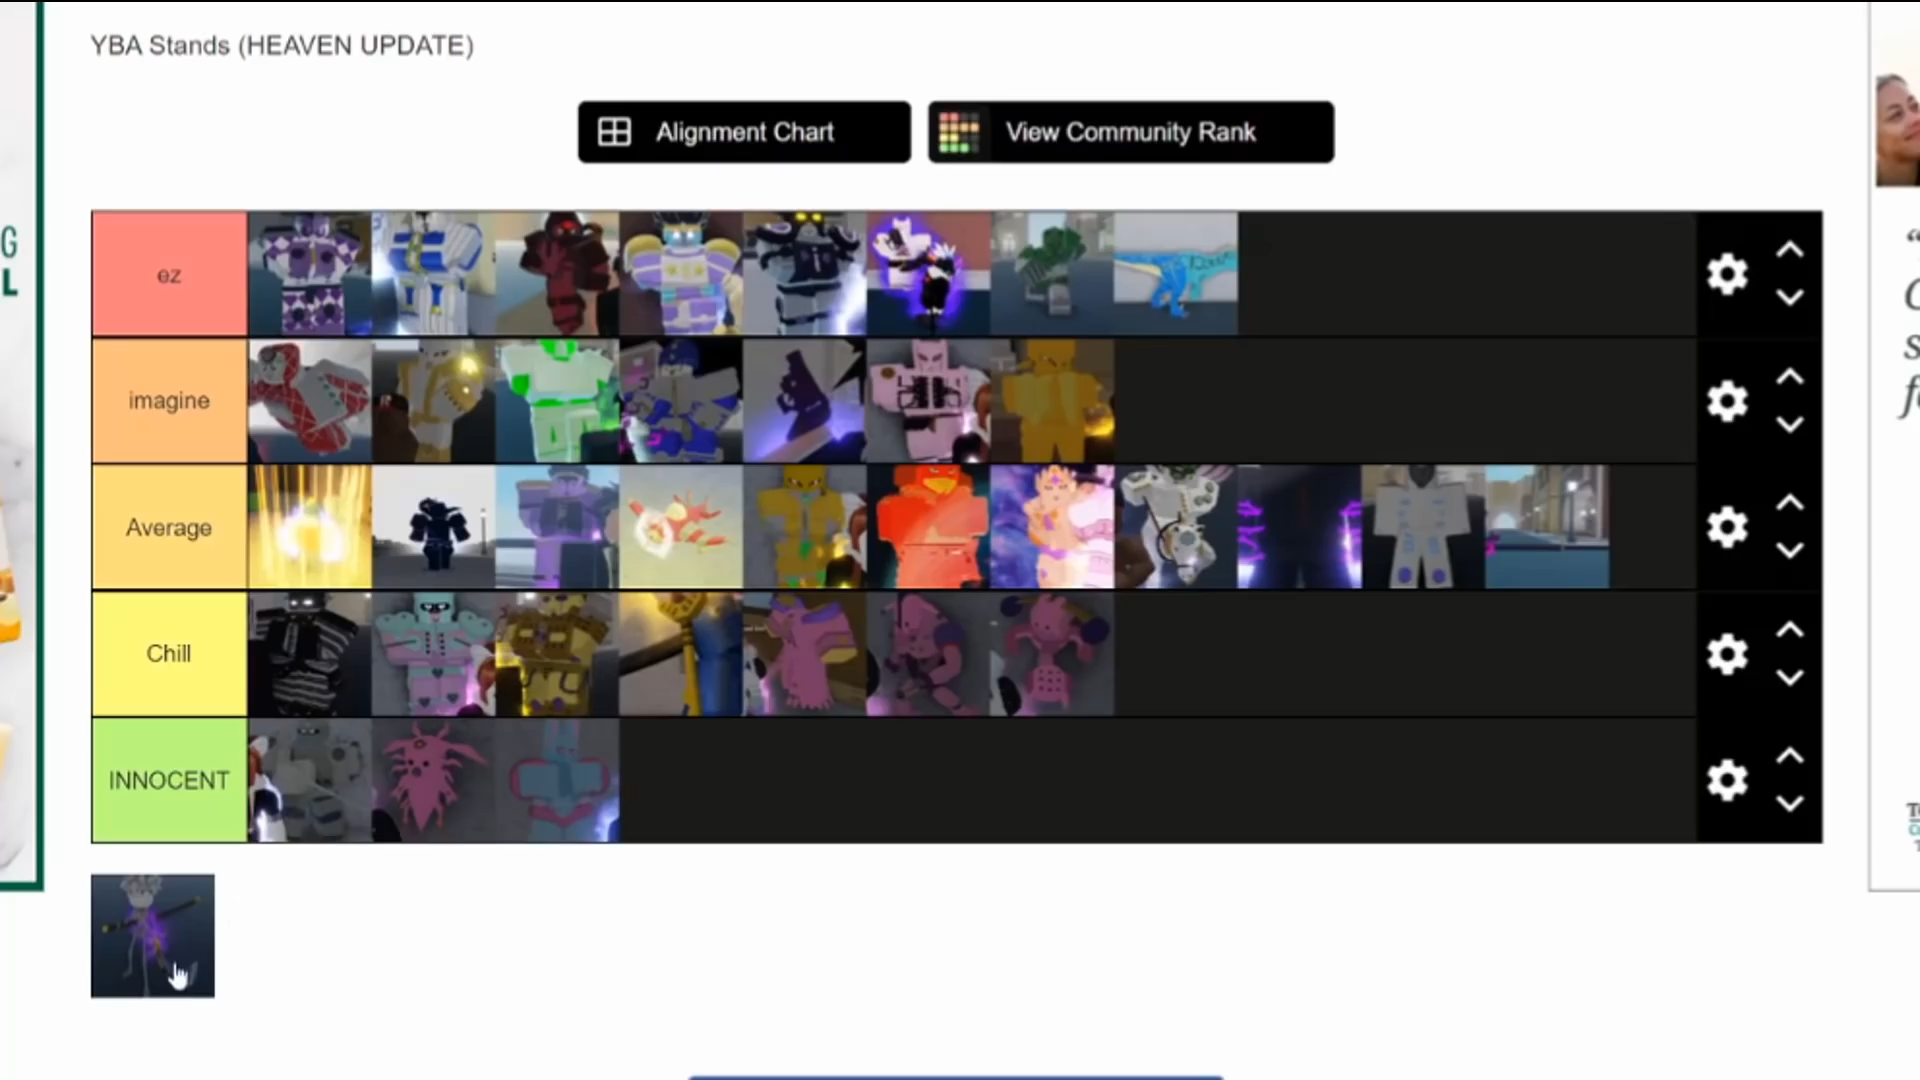 YBA Stands (HEAVEN UPDATE)
Alignment Chart
View Community Rank
ez
imagine
Average
Chill
INNOCENT
G
L